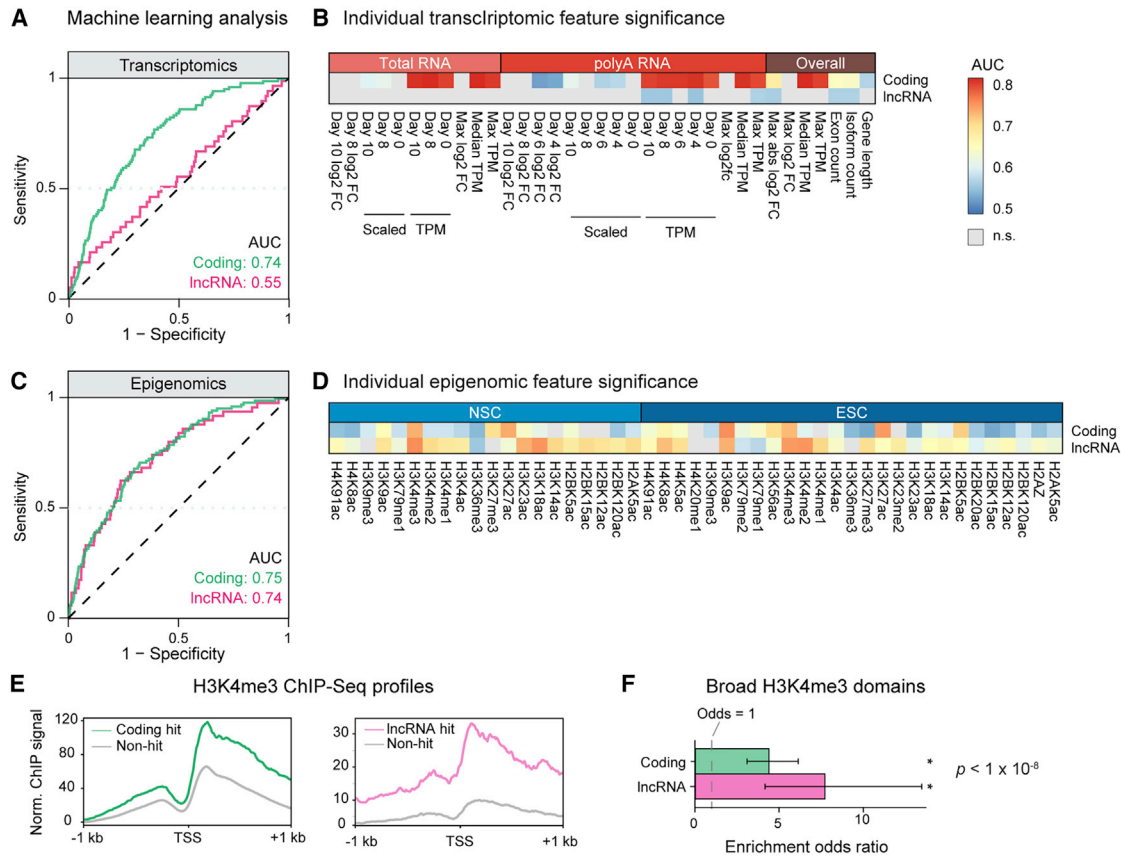 A Machine learning analysis
Transcriptomics
Sensitivity
1
0.5
0
AUC
Coding: 0.74
lncRNA: 0.55
0 0.5 1
1 − Specificity
B Individual transcIriptomic feature significance
Total RNA polyA RNA Overall
Coding
lncRNA
Day 10 log2 FC
Day 8 log2 FC
Day 10
Day 8
Day 0
Day 10
Day 8
Day 0
Max log2 FC
Median TPM
Max TPM
Day 10 log2 FC
Day 8 log2 FC
Day 6 log2 FC
Day 4 log2 FC
Day 10
Day 8
Day 6
Day 4
Day 0
Day 10
Day 8
Day 6
Day 4
Day 0
Max log2fc
Median TPM
Max TPM
Max abs log2 FC
Max log2 FC
Median TPM
Max TPM
Exon count
Isoform count
Gene length
Scaled TPM Scaled TPM
AUC
0.8
0.7
0.6
0.5
n.s.
C
Epigenomics
Sensitivity
1
0.5
0
AUC
Coding: 0.75
lncRNA: 0.74
0 0.5 1
1 − Specificity
D Individual epigenomic feature significance
NSC ESC
Coding
lncRNA
H4K91ac
H4K8ac
H3K9me3
H3K9ac
H3K79me1
H3K4me3
H3K4me2
H3K4me1
H3K4ac
H3K36me3
H3K27me3
H3K27ac
H3K23ac
H3K18ac
H3K14ac
H2BK5ac
H2BK15ac
H2BK12ac
H2BK120ac
H2AK5ac
H4K91ac
H4K8ac
H4K5ac
H4K20me1
H3K9me3
H3K9ac
H3K79me2
H3K79me1
H3K56ac
H3K4me3
H3K4me2
H3K4me1
H3K4ac
H3K36me3
H3K27me3
H3K27ac
H3K23me2
H3K23ac
H3K18ac
H3K14ac
H2BK5ac
H2BK20ac
H2BK15ac
H2BK12ac
H2BK120ac
H2AZ
H2AK5ac
E H3K4me3 ChIP-Seq profiles
Norm. ChIP signal
120
80
40
0
Coding hit
Non-hit
-1 kb TSS +1 kb
30
20
10
0
lncRNA hit
Non-hit
-1 kb TSS +1 kb
F Broad H3K4me3 domains
Odds = 1
Coding *
lncRNA *
p < 1 x 10-8
0 5 10
Enrichment odds ratio